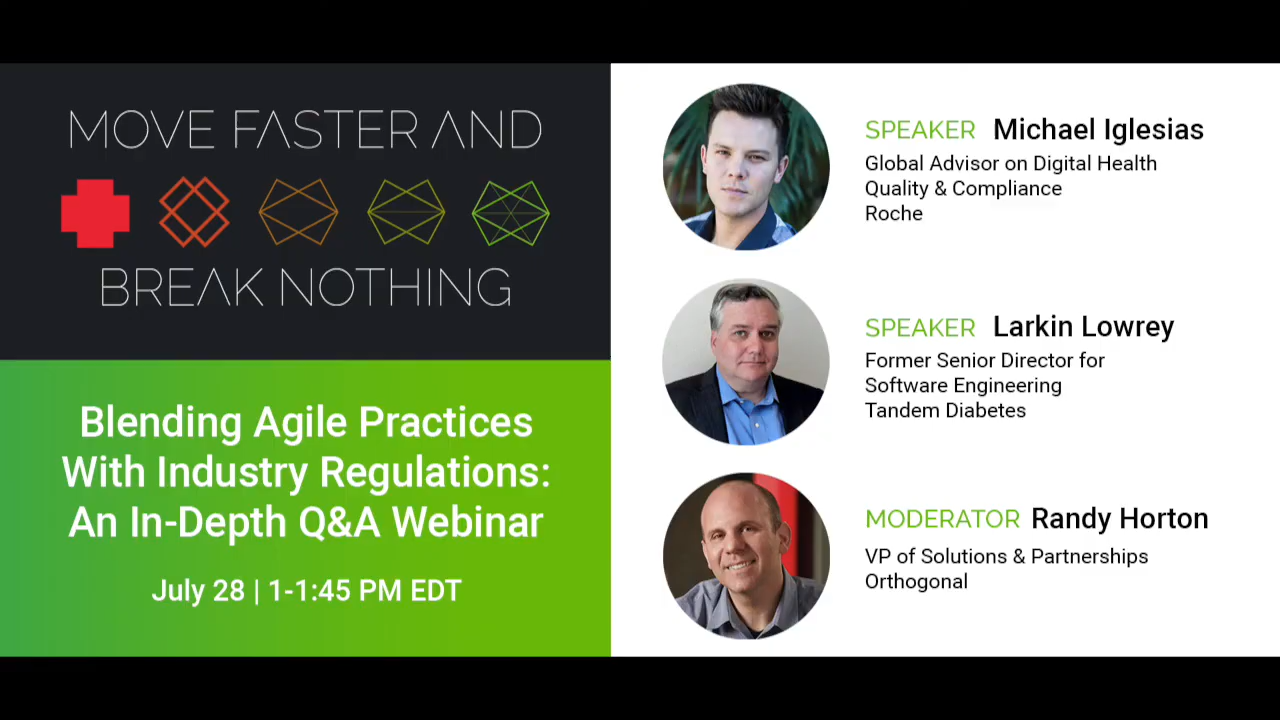 MOVE FASTER AND
BREAK NOTHING
Blending Agile Practices
With Industry Regulations:
An In-Depth Q&A Webinar
July 28 | 1-1:45 PM EDT
SPEAKER Michael Iglesias
Global Advisor on Digital Health
Quality & Compliance
Roche
SPEAKER Larkin Lowrey
Former Senior Director for
Software Engineering
Tandem Diabetes
MODERATOR Randy Horton
VP of Solutions & Partnerships
Orthogonal